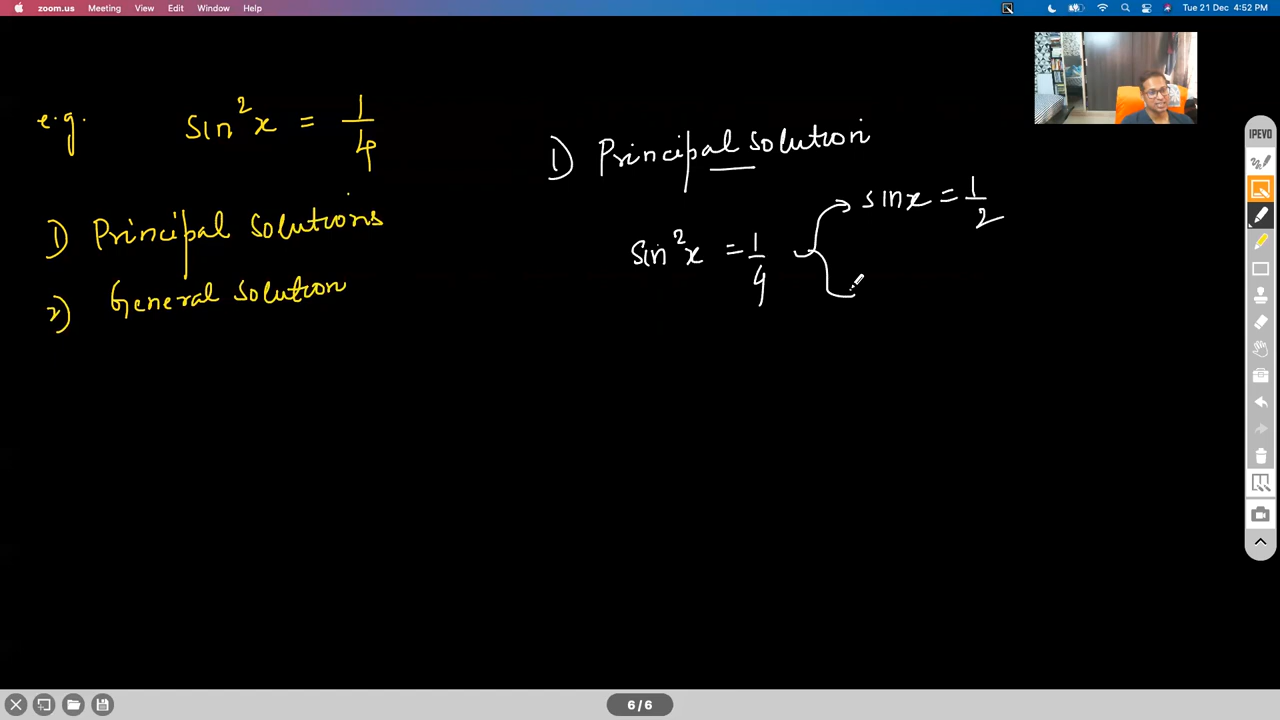 zoom.us Meeting View Edit Window Help Tue 21 Dec 4:52 PM
e.g. sin²x = 1/4
1) Principal solutions
2) General solution
1) Principal solution
sin²x = 1/4
sinx = 1/2
IPEVO
6/6